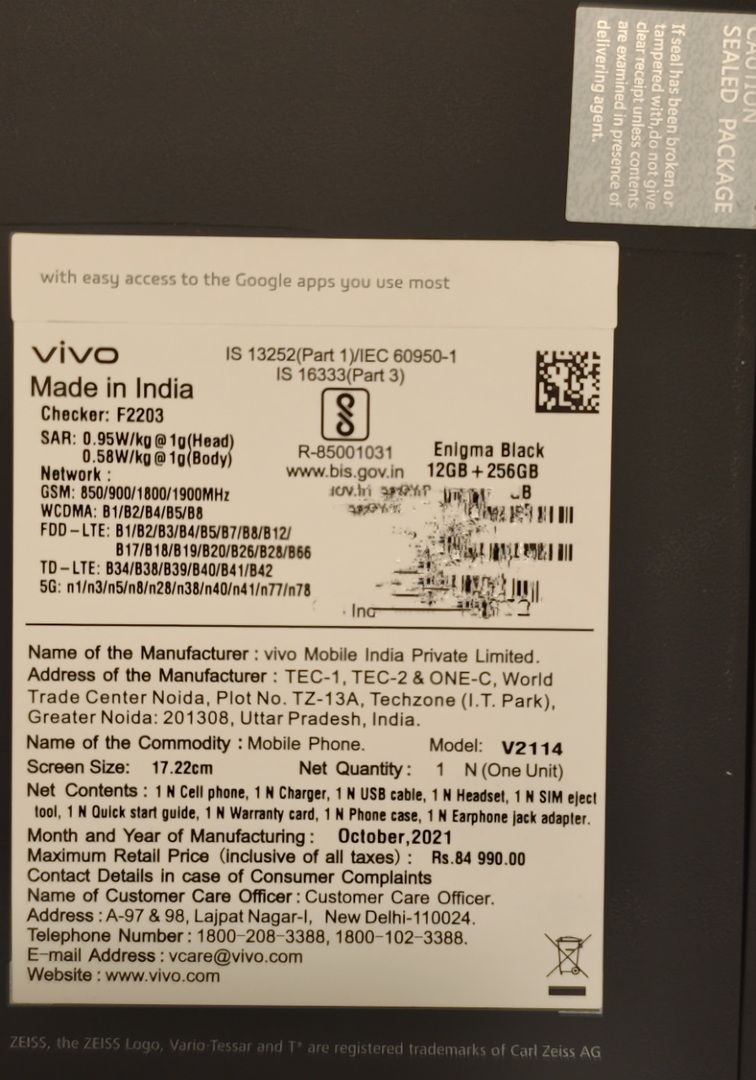 CAUTION
SEALED PACKAGE
If seal has been broken or
tampered with,do not give
clear receipt unless contents
are examined in presence of
delivering agent.
with easy access to the Google apps you use most
vivo
IS 13252(Part 1)/IEC 60950-1
IS 16333(Part 3)
Made in India
Checker: F2203
SAR: 0.95W/kg@1g(Head)
0.58W/kg@1g(Body)
R-85001031
www.bis.gov.in
Enigma Black
12GB+256GB
Network :
GSM: 850/900/1800/1900MHz
WCDMA: B1/B2/B4/B5/B8
FDD-LTE: B1/B2/B3/B4/B5/B7/B8/B12/
B17/B18/B19/B20/B26/B28/B66
TD-LTE: B34/B38/B39/B40/B41/B42
5G: n1/n3/n5/n8/n28/n38/n40/n41/n77/n78
Name of the Manufacturer : vivo Mobile India Private Limited.
Address of the Manufacturer : TEC-1, TEC-2 & ONE-C, World
Trade Center Noida, Plot No. TZ-13A, Techzone (I.T. Park),
Greater Noida: 201308, Uttar Pradesh, India.
Name of the Commodity : Mobile Phone. Model: V2114
Screen Size: 17.22cm Net Quantity : 1 N (One Unit)
Net Contents : 1 N Cell phone, 1 N Charger, 1 N USB cable, 1 N Headset, 1 N SIM eject
tool, 1 N Quick start guide, 1 N Warranty card, 1 N Phone case, 1 N Earphone jack adapter.
Month and Year of Manufacturing : October,2021
Maximum Retail Price (inclusive of all taxes) : Rs.84 990.00
Contact Details in case of Consumer Complaints
Name of Customer Care Officer : Customer Care Officer.
Address : A-97 & 98, Lajpat Nagar-I, New Delhi-110024.
Telephone Number : 1800-208-3388, 1800-102-3388.
E-mail Address : vcare@vivo.com
Website : www.vivo.com
ZEISS, the ZEISS Logo, Vario-Tessar and T* are registered trademarks of Carl Zeiss AG